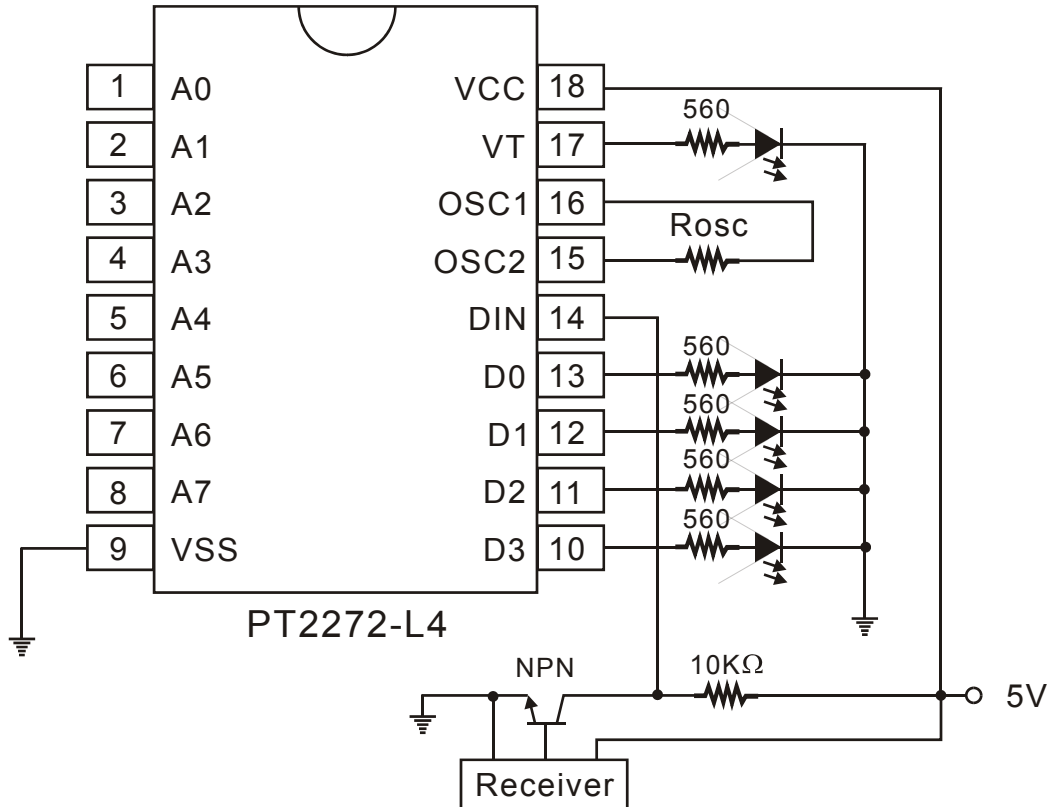 1 A0 VCC 18
560
2 A1 VT 17
3 A2 OSC1 16
Rosc
4 A3 OSC2 15
5 A4 DIN 14
560
6 A5 D0 13
560
7 A6 D1 12
560
8 A7 D2 11
560
9 VSS D3 10
PT2272-L4
NPN
10KΩ
5V
Receiver